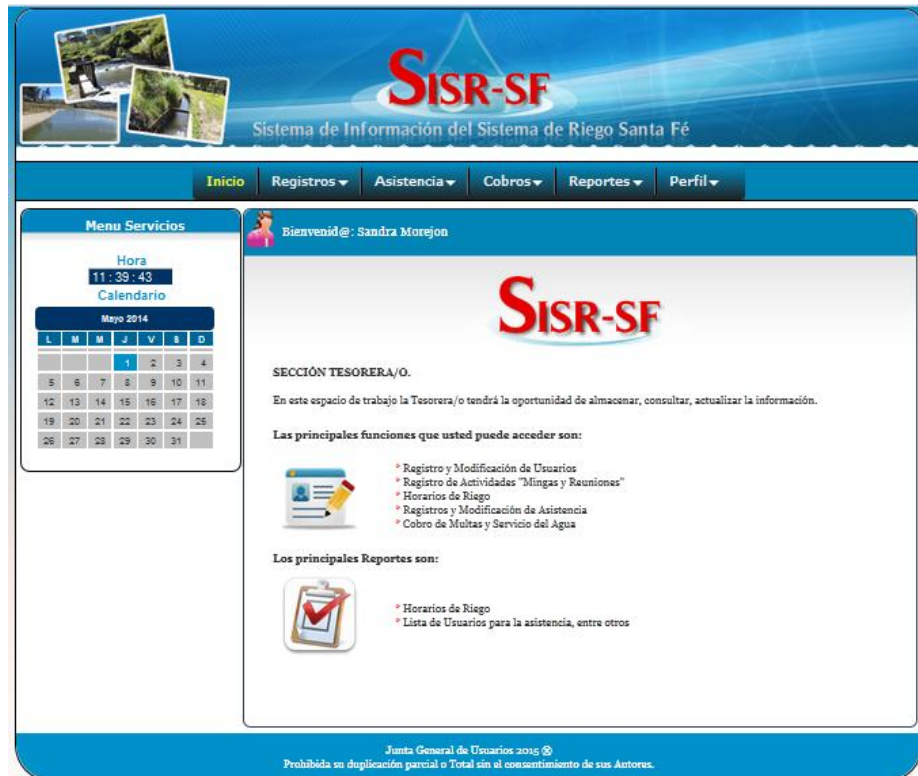 SISR-SF
Sistema de Información del Sistema de Riego Santa Fé
Inicio Registros Asistencia Cobros Reportes Perfil
Menu Servicios
Hora
11 : 39 : 43
Calendario
Mayo 2014
L M M J V S D
1 2 3 4
5 6 7 8 9 10 11
12 13 14 15 16 17 18
19 20 21 22 23 24 25
26 27 28 29 30 31
Bienvenid@: Sandra Morejon
SISR-SF
SECCIÓN TESORERA/O.
En este espacio de trabajo la Tesorera/o tendrá la oportunidad de almacenar, consultar, actualizar la información.
Las principales funciones que usted puede acceder son:
* Registro y Modificación de Usuarios
* Registro de Actividades "Mingas y Reuniones"
* Horarios de Riego
* Registros y Modificación de Asistencia
* Cobro de Multas y Servicio del Agua
Los principales Reportes son:
* Horarios de Riego
* Lista de Usuarios para la asistencia, entre otros
Junta General de Usuarios 2015 ®
Prohibida su duplicación parcial o Total sin el consentimiento de sus Autores.